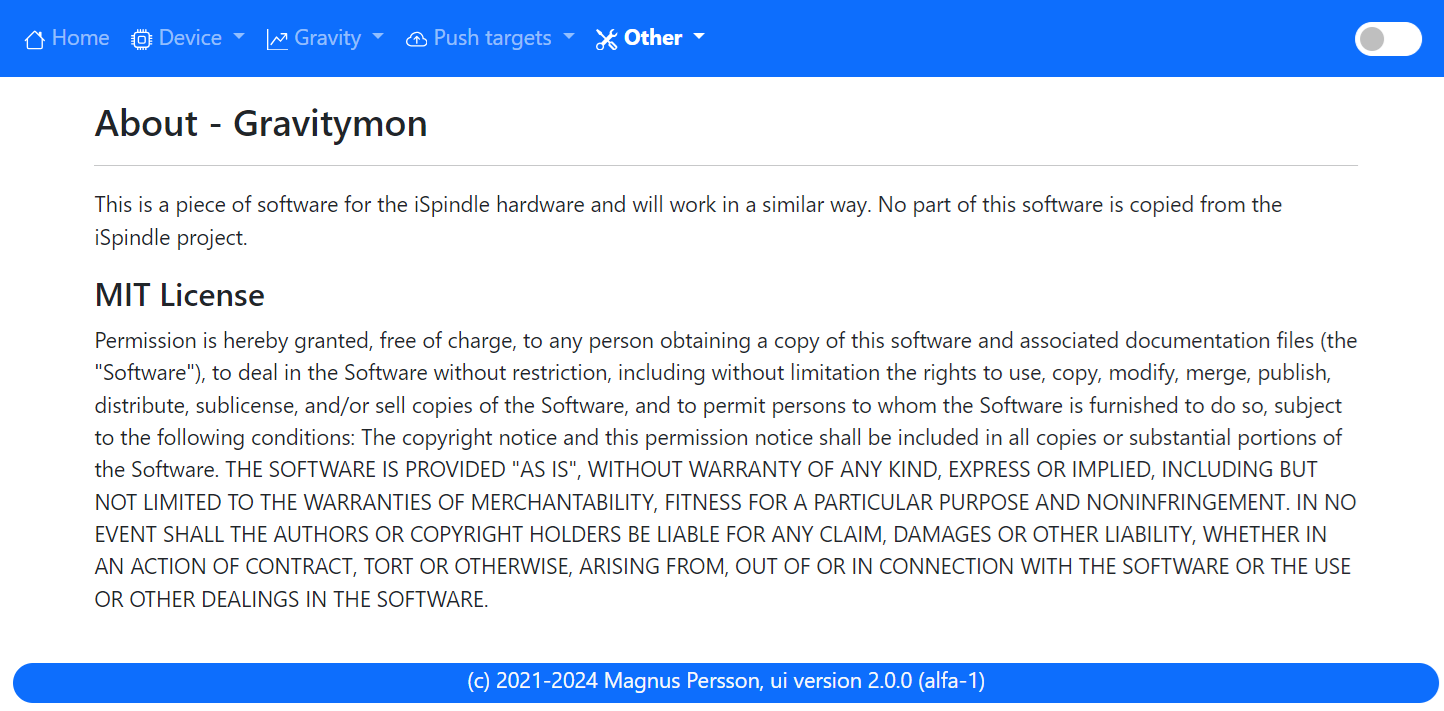 Home Device Gravity Push targets Other
About - Gravitymon
This is a piece of software for the iSpindle hardware and will work in a similar way. No part of this software is copied from the
iSpindle project.
MIT License
Permission is hereby granted, free of charge, to any person obtaining a copy of this software and associated documentation files (the
"Software"), to deal in the Software without restriction, including without limitation the rights to use, copy, modify, merge, publish,
distribute, sublicense, and/or sell copies of the Software, and to permit persons to whom the Software is furnished to do so, subject
to the following conditions: The copyright notice and this permission notice shall be included in all copies or substantial portions of
the Software. THE SOFTWARE IS PROVIDED "AS IS", WITHOUT WARRANTY OF ANY KIND, EXPRESS OR IMPLIED, INCLUDING BUT
NOT LIMITED TO THE WARRANTIES OF MERCHANTABILITY, FITNESS FOR A PARTICULAR PURPOSE AND NONINFRINGEMENT. IN NO
EVENT SHALL THE AUTHORS OR COPYRIGHT HOLDERS BE LIABLE FOR ANY CLAIM, DAMAGES OR OTHER LIABILITY, WHETHER IN
AN ACTION OF CONTRACT, TORT OR OTHERWISE, ARISING FROM, OUT OF OR IN CONNECTION WITH THE SOFTWARE OR THE USE
OR OTHER DEALINGS IN THE SOFTWARE.
(c) 2021-2024 Magnus Persson, ui version 2.0.0 (alfa-1)